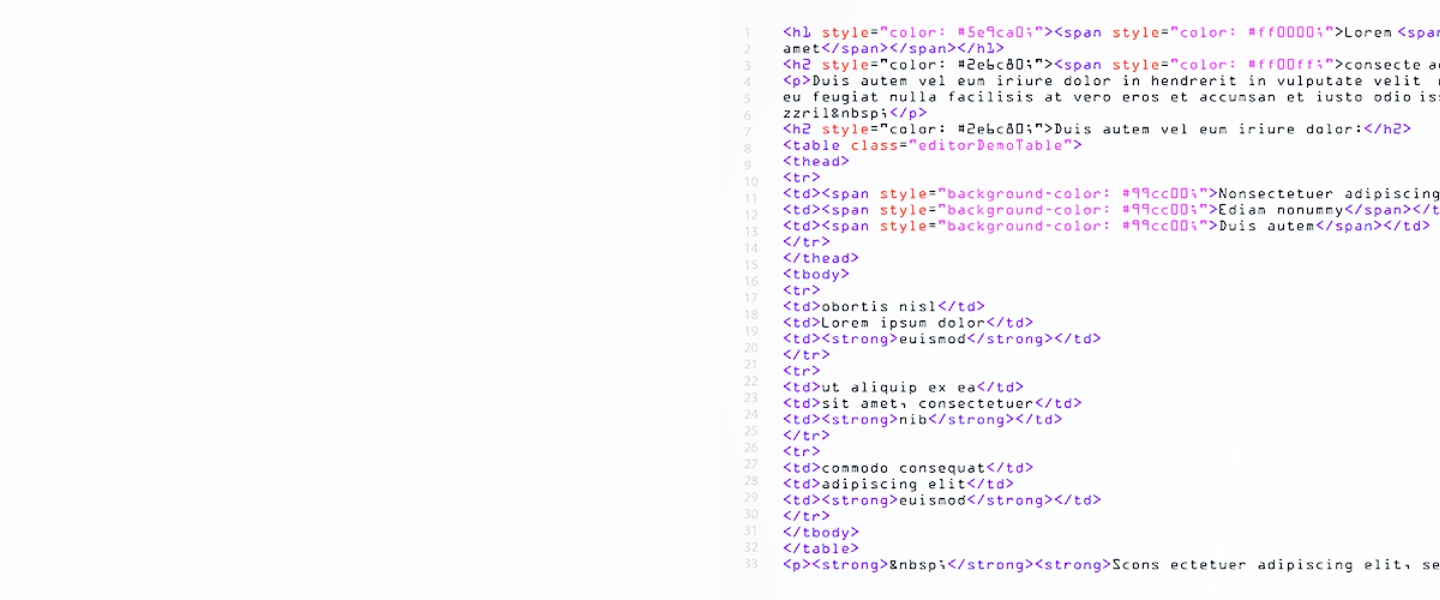 1
2
3
4
5
6
7
8
9
10
11
12
13
14
15
16
17
18
19
20
21
22
23
24
25
26
27
28
29
30
31
32
33
<h1 style="color: #5e9ca0;"><span style="color: #ff0000;">Lorem <span
amet</span></span></h1>
<h2 style="color: #2e6c80;"><span style="color: #ff00ff;">consecte
<p>Duis autem vel eum iriure dolor in hendrerit in vulputate velit
eu feugiat nulla facilisis at vero eros et accumsan et iusto odio
zzril&nbsp;</p>
<h2 style="color: #2e6c80;">Duis autem vel eum iriure dolor:</h2>
<table class="editorDemoTable">
<thead>
<tr>
<td><span style="background-color: #99cc00;">Nonsectetuer adipiscing
<td><span style="background-color: #99cc00;">Ediam nonummy</span></t
<td><span style="background-color: #99cc00;">Duis autem</span></td>
</tr>
</thead>
<tbody>
<tr>
<td>obortis nisl</td>
<td>Lorem ipsum dolor</td>
<td><strong>euismod</strong></td>
</tr>
<tr>
<td>ut aliquip ex ea</td>
<td>sit amet, consectetuer</td>
<td><strong>nib</strong></td>
</tr>
<tr>
<td>commodo consequat</td>
<td>adipiscing elit</td>
<td><strong>euismod</strong></td>
</tr>
</tbody>
</table>
<p><strong>&nbsp;</strong><strong>Scons ectetuer adipiscing elit, se